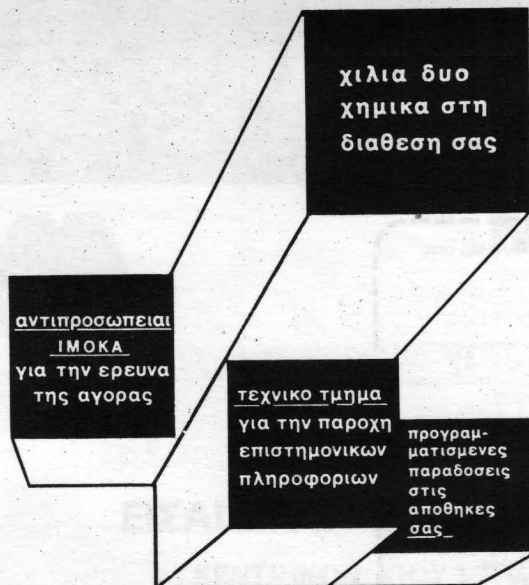 χιλια δυο
χημικα στη
διαθεση σας
αντιπροσωπειαι
ΙΜΟΚΑ
για την ερευνα
της αγορας
τεχνικο τμημα
για την παροχη
επιστημονικων
πληροφοριων
προγραμ-
ματισμενες
παραδοσεις
στις
αποθηκες
σας